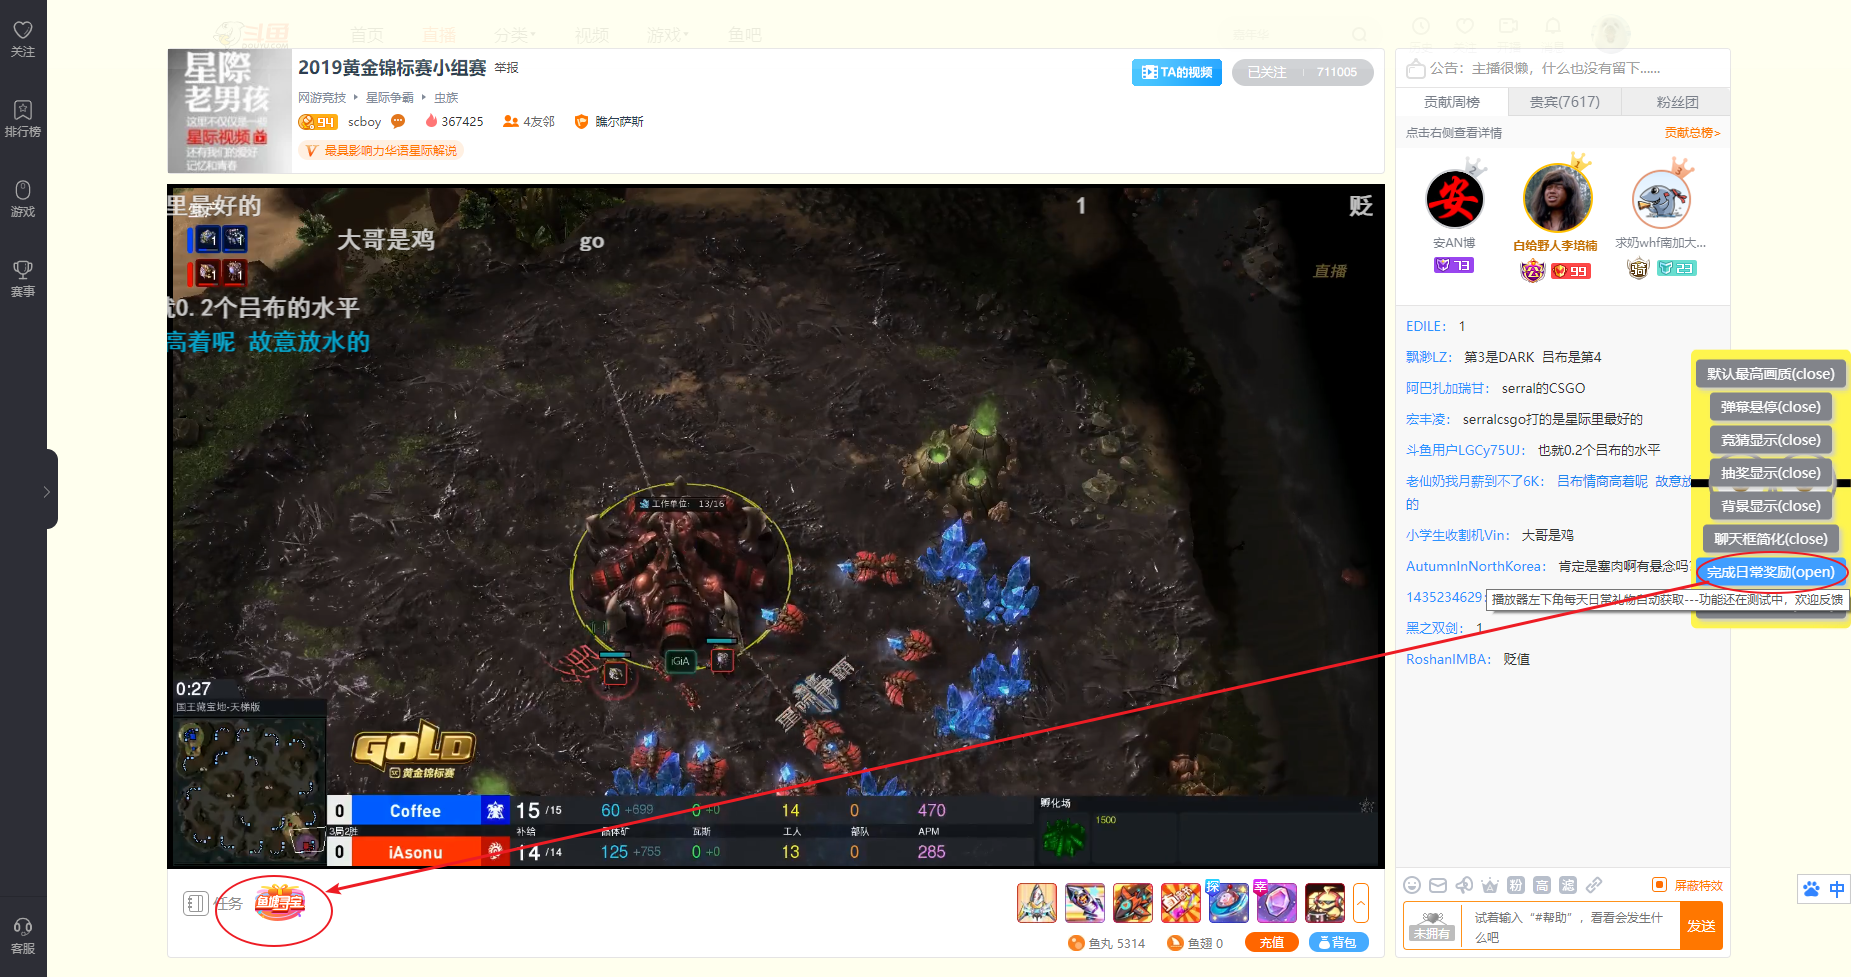 关注
排行榜
游戏
赛事
客服
斗鱼
首页
直播
分类
视频
游戏
鱼吧
星際
老男孩
这里不仅仅是一档
星际视频
还有我们的爱好
记忆和青春
2019黄金锦标赛小组赛 举报
网游竞技 星际争霸 虫族
94 scboy 367425 4友邻 瞧尔萨斯
最具影响力华语星际解说
TA的视频
已关注 711005
里最好的
1
贬
大哥是鸡
go
直播
就0.2个吕布的水平
高着呢 故意放水的
工作单位: 13/16
iGiA
0:27
国王藏宝地-天梯版
GOLD
黄金锦标赛
0 Coffee 15 /15 60 +699 0 +0 14 0 470
3局2胜 补给 晶体矿 瓦斯 工人 部队 APM
0 iAsonu 14 /14 125 +755 0 +0 13 0 285
孵化场
1500
任务
鱼塘寻宝
探
幸
鱼丸 5314 鱼翅 0 充值 背包
公告: 主播很懒，什么也没有留下......
贡献周榜 贵宾(7617) 粉丝团
点击右侧查看详情 贡献总榜>
安
安AN博
73
白给野人李培楠
99
求奶whf南加大...
骑 23
EDILE: 1
飘渺LZ: 第3是DARK 吕布是第4
阿巴扎加瑞甘: serral的CSGO
宏丰凌: serralcsgo打的是星际里最好的
斗鱼用户LGCy75UJ: 也就0.2个吕布的水平
老仙奶我月薪到不了6K: 吕布情商高着呢 故意放
的
小学生收割机Vin: 大哥是鸡
AutumnInNorthKorea: 肯定是塞肉啊有悬念吗?
1435234629:
黑之双剑: 1
RoshanIMBA: 贬值
默认最高画质(close)
弹幕悬停(close)
竞猜显示(close)
抽奖显示(close)
背景显示(close)
聊天框简化(close)
完成日常奖励(open)
播放器左下角每天日常礼物自动获取---功能还在测试中，欢迎反馈
粉 高 滤 屏蔽特效
未拥有
试着输入“#帮助”，看看会发生什
么吧
发送
中